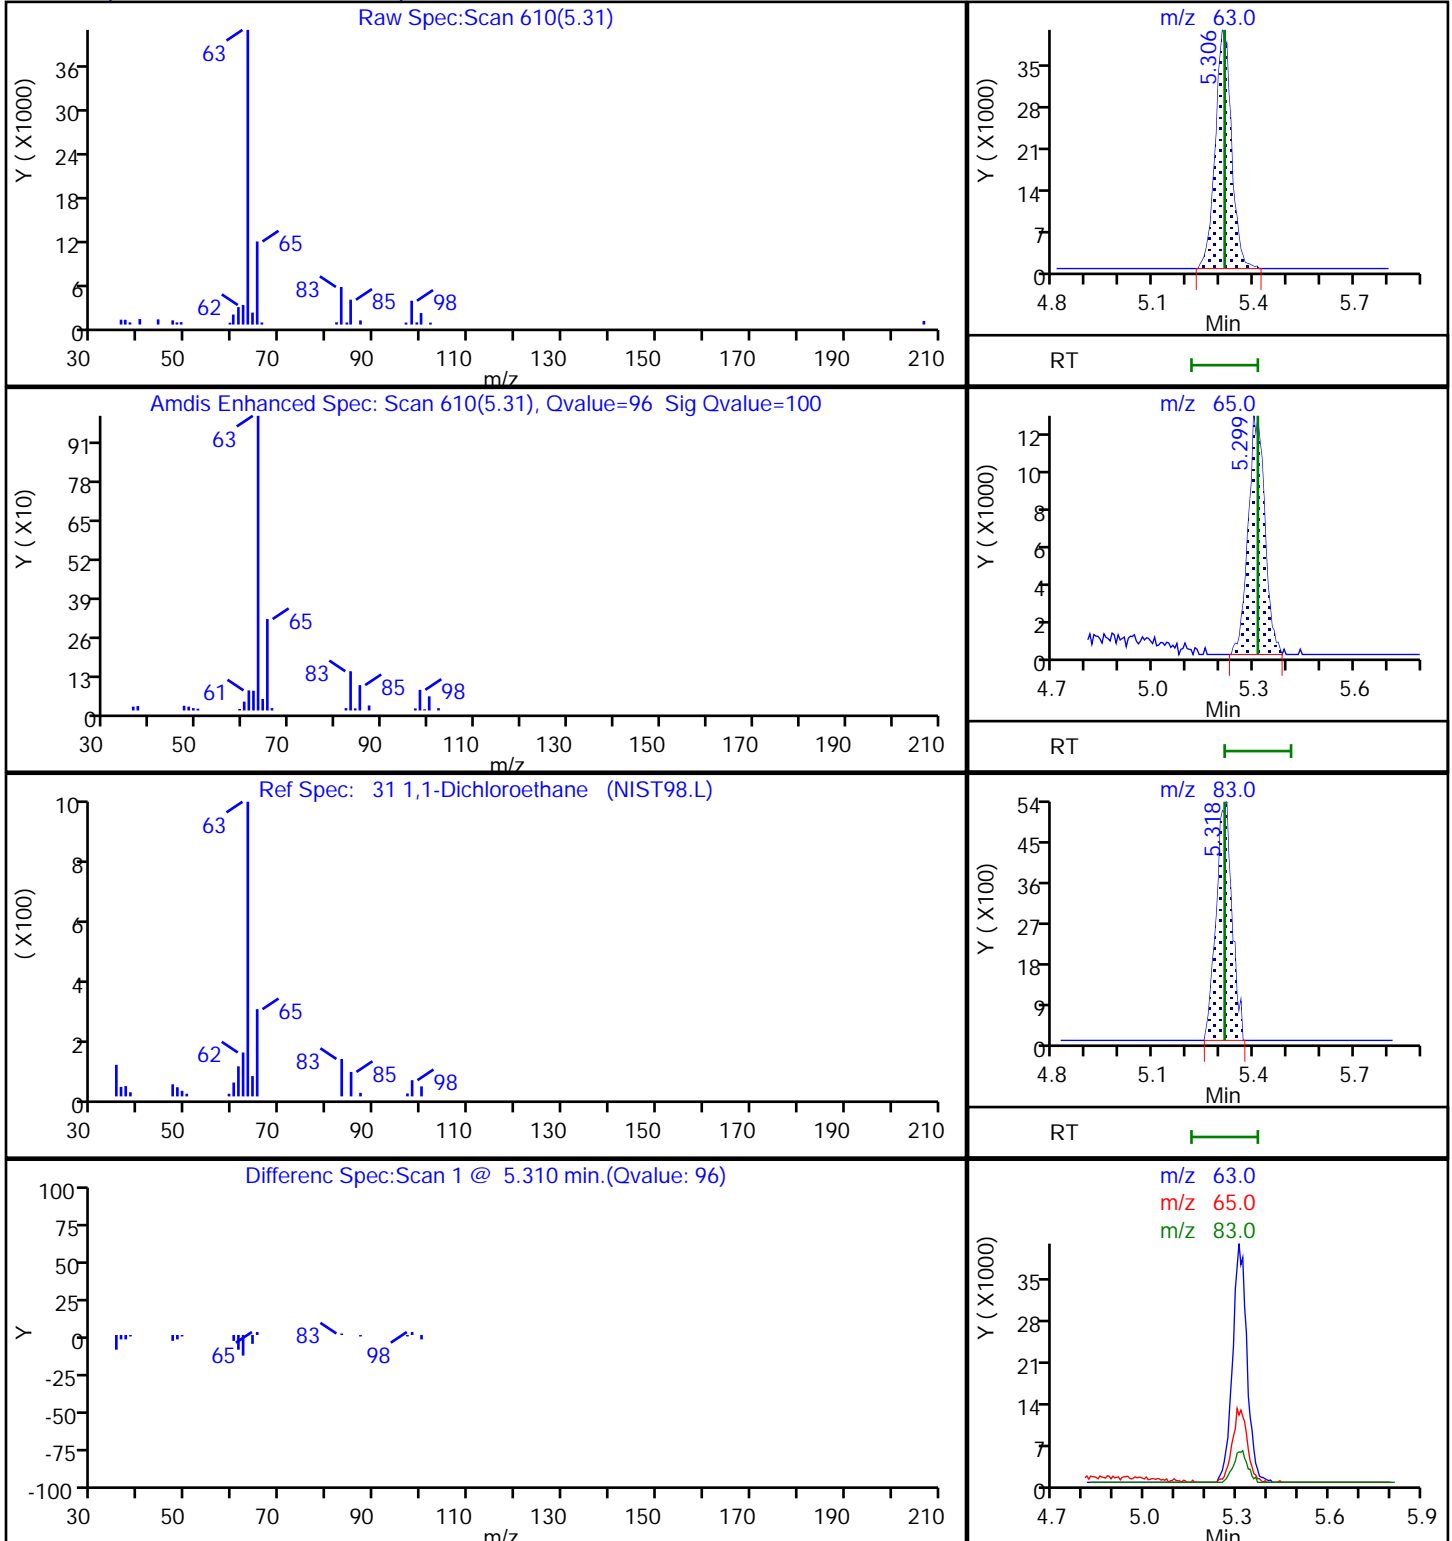 Raw Spec:Scan 610(5.31)
Y ( X1000)
36
30
24
18
12
6
0
63
65
62
83
85
98
30 50 70 90 110 130 150 170 190 210
m/z
m/z 63.0
Y ( X1000)
35
28
21
14
7
0
5.306
4.8 5.1 5.4 5.7
Min
RT
Amdis Enhanced Spec: Scan 610(5.31), Qvalue=96 Sig Qvalue=100
Y ( X10)
91
78
65
52
39
26
13
0
63
65
61
83
85
98
30 50 70 90 110 130 150 170 190 210
m/z
m/z 65.0
Y ( X1000)
12
10
8
6
4
2
0
5.299
4.7 5.0 5.3 5.6
Min
RT
Ref Spec: 31 1,1-Dichloroethane (NIST98.L)
( X100)
10
8
6
4
2
0
63
65
62
83
85
98
30 50 70 90 110 130 150 170 190 210
m/z 83.0
Y ( X100)
54
45
36
27
18
9
0
5.318
4.8 5.1 5.4 5.7
Min
RT
Differenc Spec:Scan 1 @ 5.310 min.(Qvalue: 96)
Y
100
75
50
25
0
-25
-50
-75
-100
65
83
98
30 50 70 90 110 130 150 170 190 210
m/z
m/z 63.0
m/z 65.0
m/z 83.0
Y ( X1000)
35
28
21
14
7
0
4.7 5.0 5.3 5.6 5.9
Min